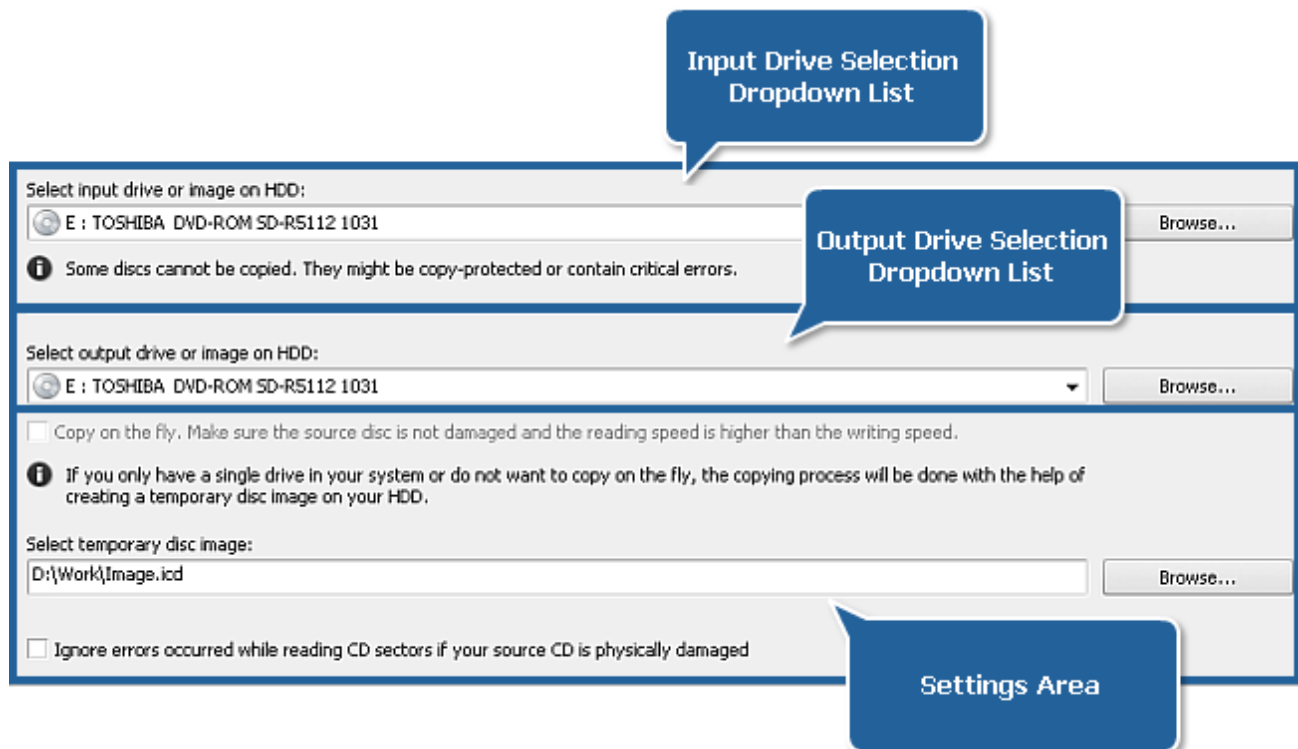 Input Drive Selection
Dropdown List
Select input drive or image on HDD:
E : TOSHIBA DVD-ROM SD-R5112 1031
Browse...
Output Drive Selection
Dropdown List
Some discs cannot be copied. They might be copy-protected or contain critical errors.
Select output drive or image on HDD:
E : TOSHIBA DVD-ROM SD-R5112 1031
Browse...
Copy on the fly. Make sure the source disc is not damaged and the reading speed is higher than the writing speed.
If you only have a single drive in your system or do not want to copy on the fly, the copying process will be done with the help of
creating a temporary disc image on your HDD.
Select temporary disc image:
D:\Work\Image.icd
Browse...
Ignore errors occurred while reading CD sectors if your source CD is physically damaged
Settings Area